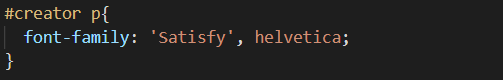 #creator p{
  font-family: 'Satisfy', helvetica;
}